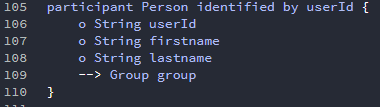 105 participant Person identified by userId {
106 o String userId
107 o String firstname
108 o String lastname
109 --> Group group
110 }